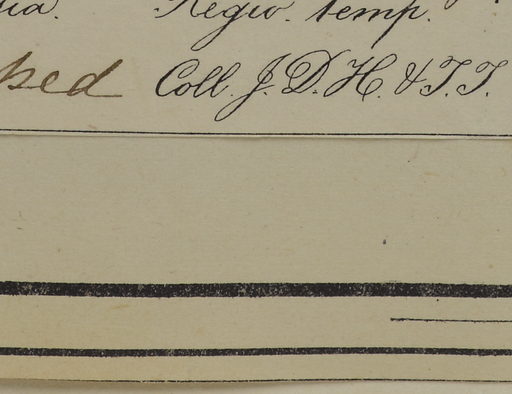 Regio. temp.
Coll. J. D. H. & T. T.